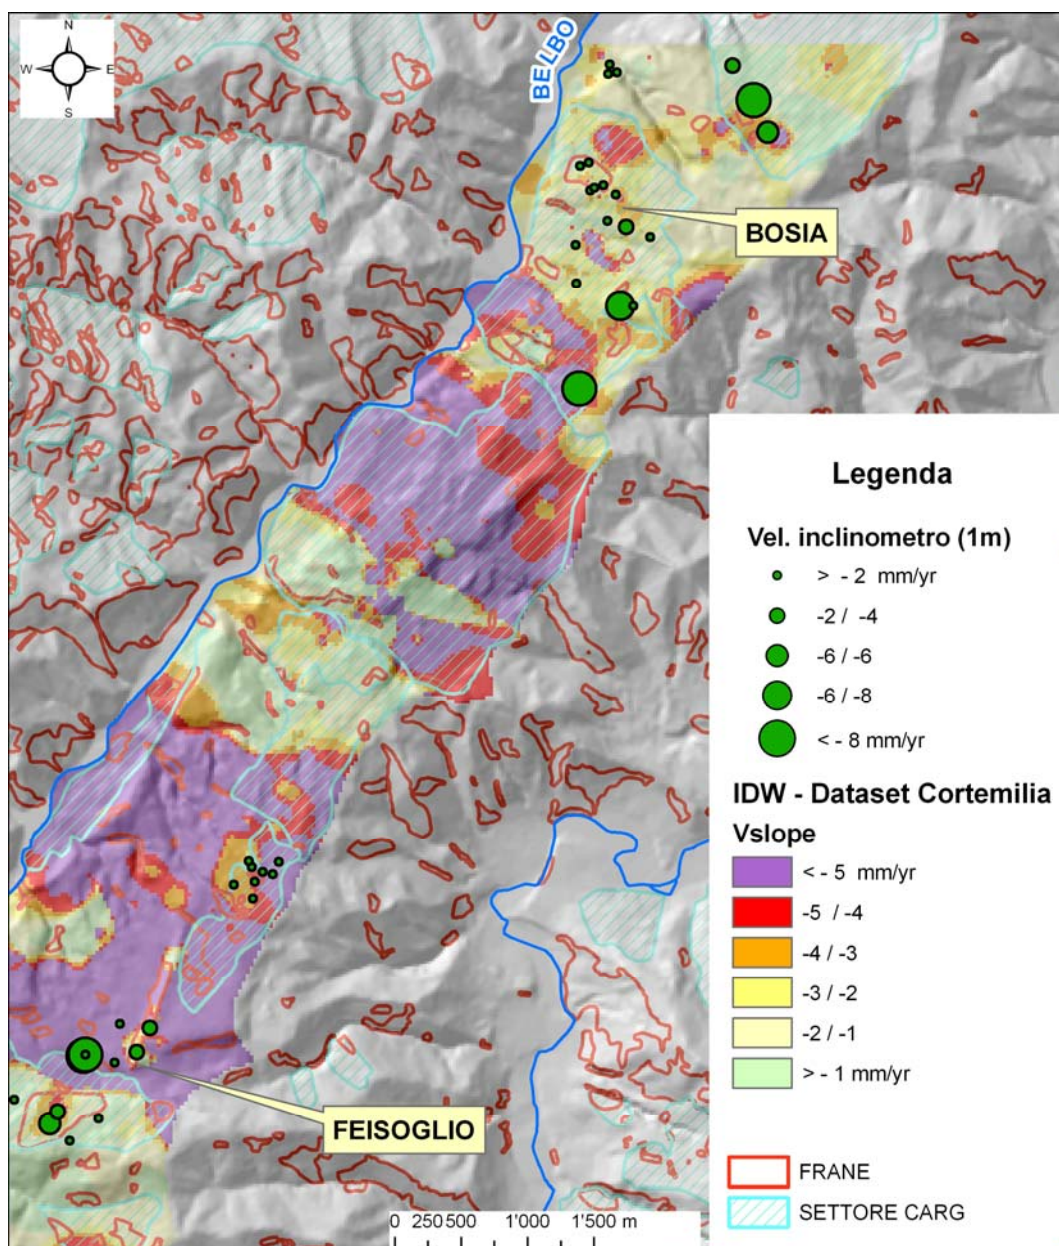 N
W E
S
BELBO
BOSIA
FEISOGLIO
Legenda
Vel. inclinometro (1m)
> - 2 mm/yr
-2 / -4
-6 / -6
-6 / -8
< - 8 mm/yr
IDW - Dataset Cortemilia
Vslope
< - 5 mm/yr
-5 / -4
-4 / -3
-3 / -2
-2 / -1
> - 1 mm/yr
FRANE
SETTORE CARG
0 250 500 1'000 1'500 m